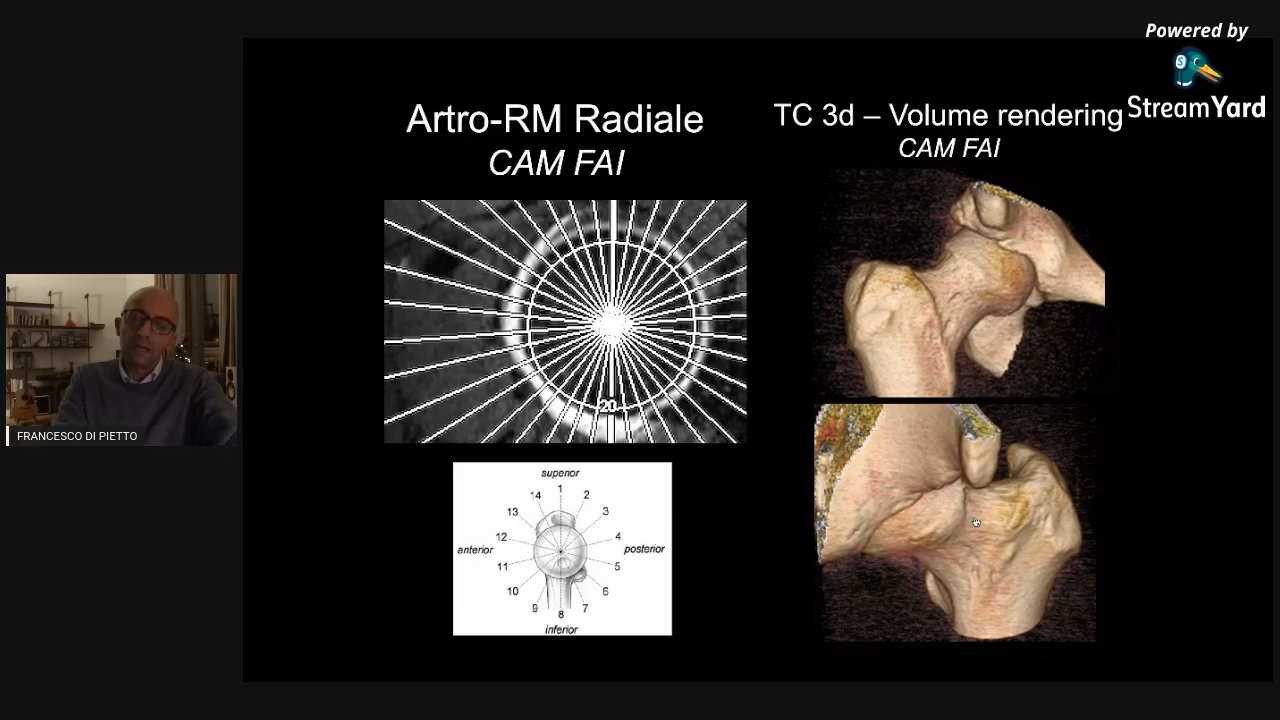 Powered by
StreamYard
Artro-RM Radiale
CAM FAI
TC 3d – Volume rendering
CAM FAI
20
superior
1
14
2
13
3
12
4
anterior
posterior
11
5
10
6
9
7
8
inferior
FRANCESCO DI PIETTO